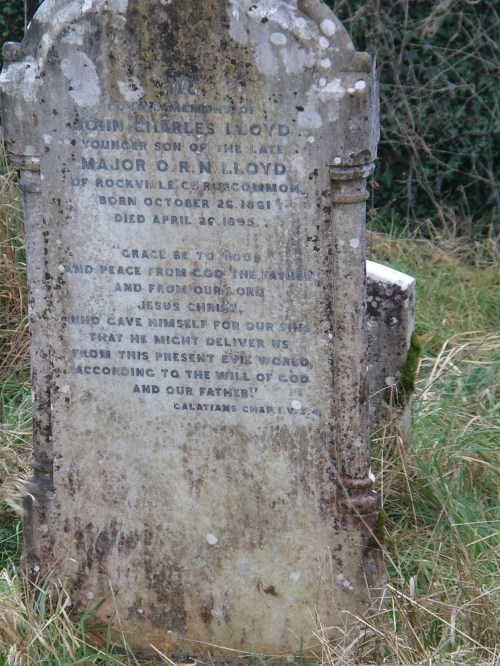 IHS
IN LOVING MEMORY OF
JOHN CHARLES LLOYD
YOUNGER SON OF THE LATE
MAJOR O.R.N. LLOYD
OF ROCKVILLE CO. ROSCOMMON.
BORN OCTOBER 26. 1861
DIED APRIL 26. 1895.
"GRACE BE TO YOU
AND PEACE FROM GOD THE FATHER
AND FROM OUR LORD
JESUS CHRIST,
WHO GAVE HIMSELF FOR OUR SINS
THAT HE MIGHT DELIVER US
FROM THIS PRESENT EVIL WORLD,
ACCORDING TO THE WILL OF GOD
AND OUR FATHER."
GALATIANS CHAP. I. V. 3. 4.